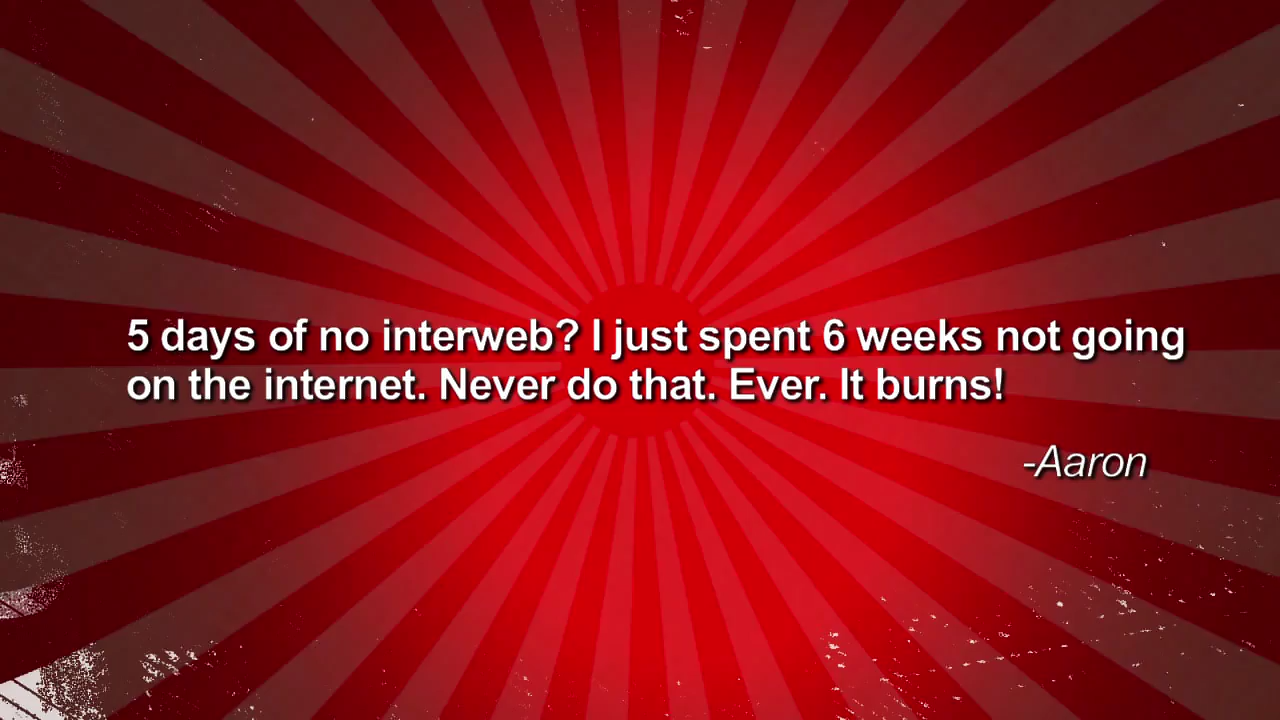 5 days of no interweb? I just spent 6 weeks not going
on the internet. Never do that. Ever. It burns!
-Aaron